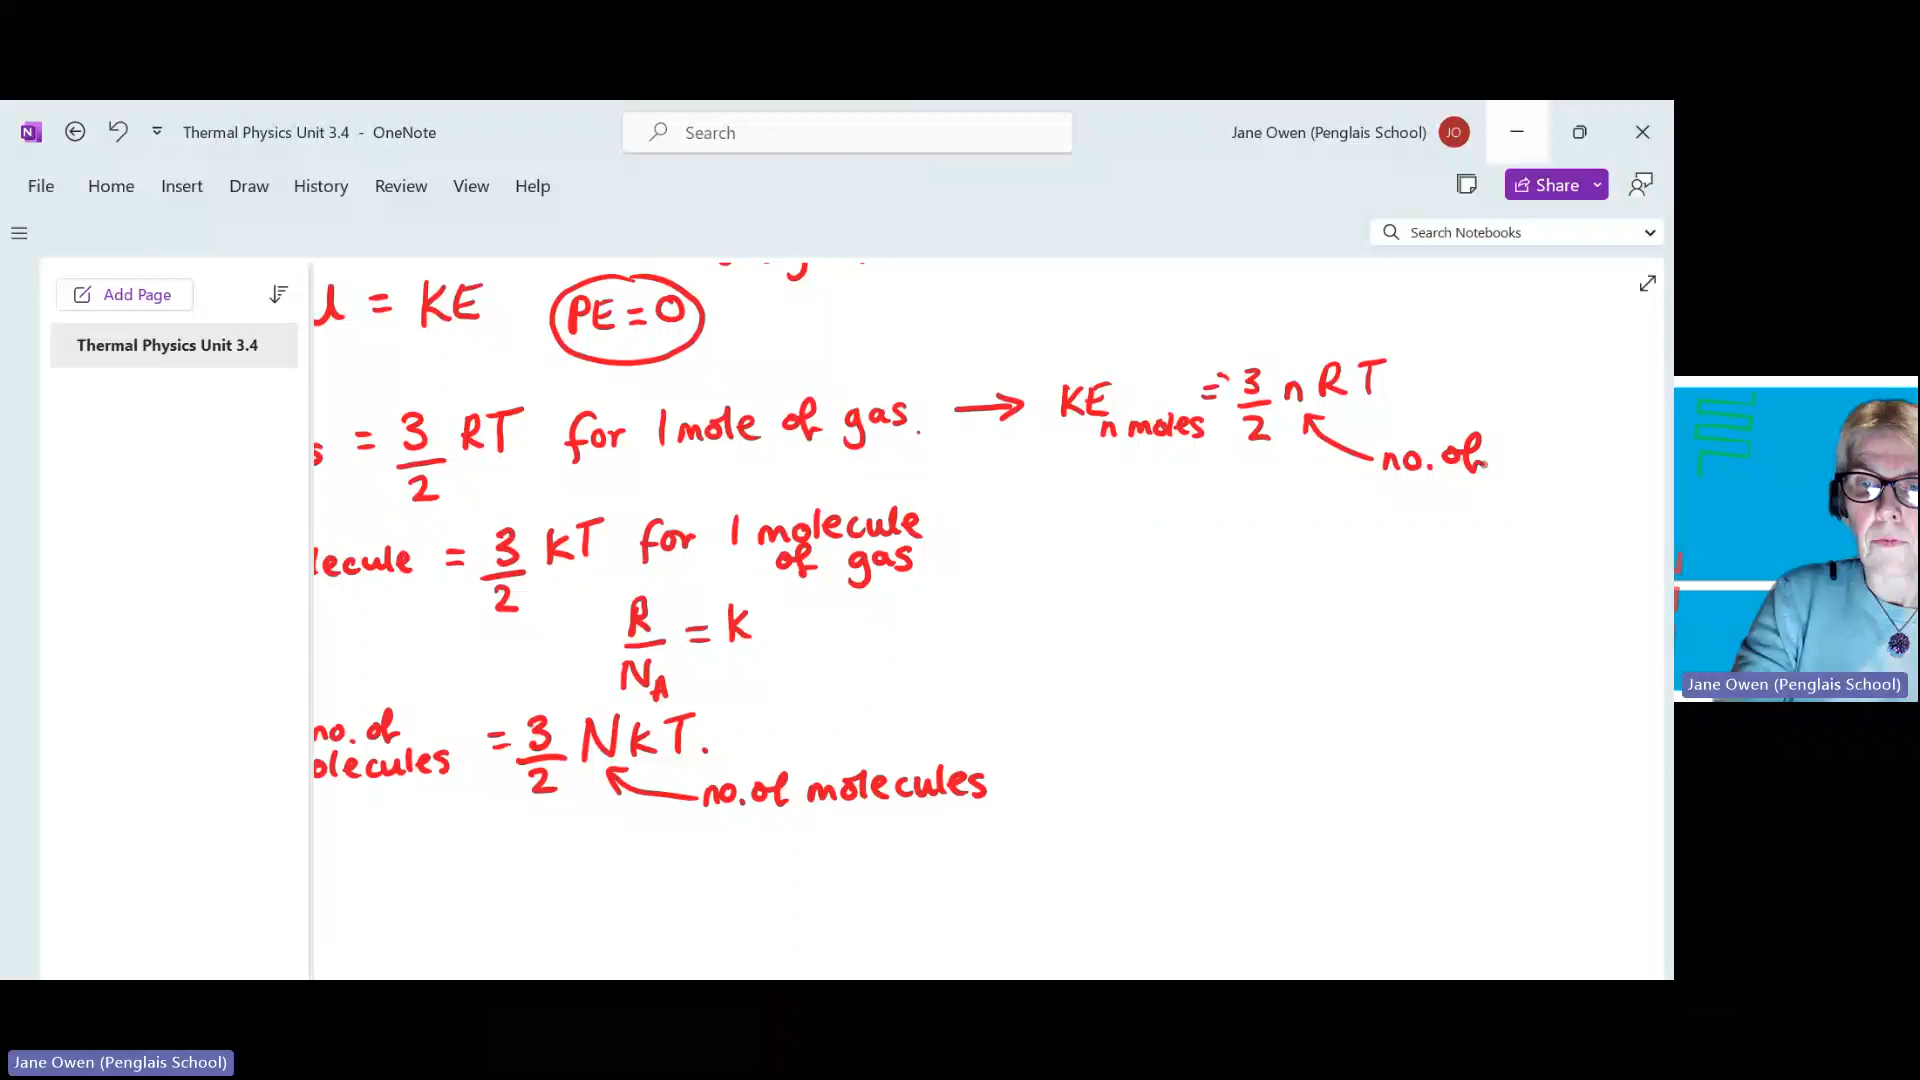 Thermal Physics Unit 3.4 - OneNote
Search
Jane Owen (Penglais School)
JO
File Home Insert Draw History Review View Help
Share
Search Notebooks
Add Page
Thermal Physics Unit 3.4
u = KE PE = 0
s = 3/2 RT for 1 mole of gas. → KE n moles = 3/2 n RT
no. of
lecule = 3/2 kT for 1 molecule
of gas
R/N_A = k
no. of
olecules = 3/2 NkT.
no. of molecules
Jane Owen (Penglais School)
Jane Owen (Penglais School)